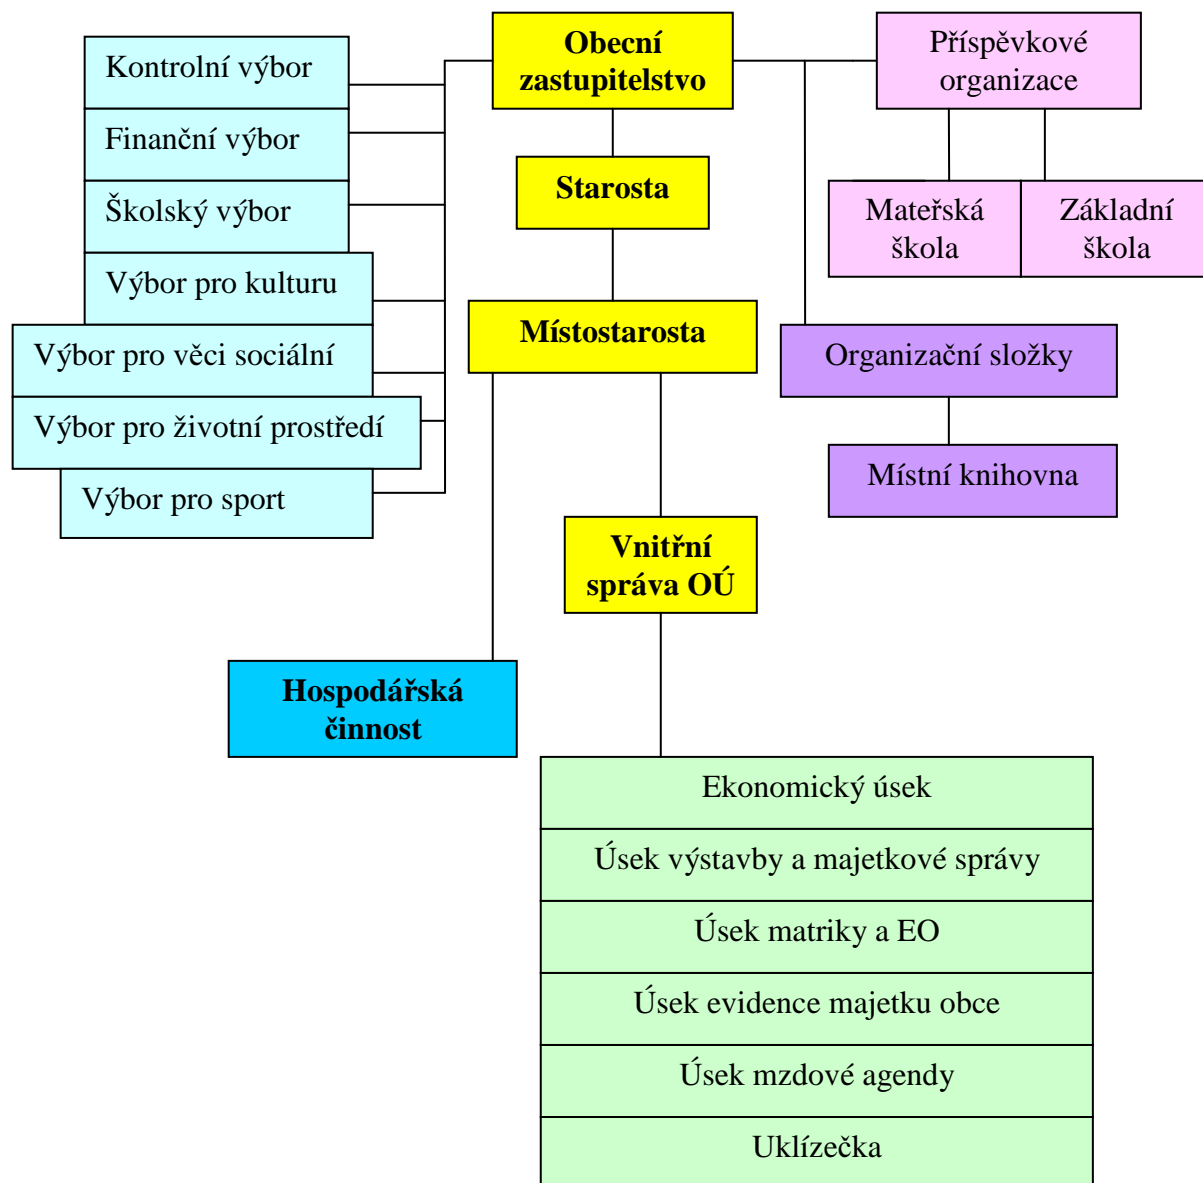 Obecní
zastupitelstvo
Příspěvkové
organizace
Kontrolní výbor
Finanční výbor
Školský výbor
Výbor pro kulturu
Výbor pro věci sociální
Výbor pro životní prostředí
Výbor pro sport
Starosta
Mateřská
škola
Základní
škola
Místostarosta
Organizační složky
Místní knihovna
Vnitřní
správa OÚ
Hospodářská
činnost
Ekonomický úsek
Úsek výstavby a majetkové správy
Úsek matriky a EO
Úsek evidence majetku obce
Úsek mzdové agendy
Uklízečka